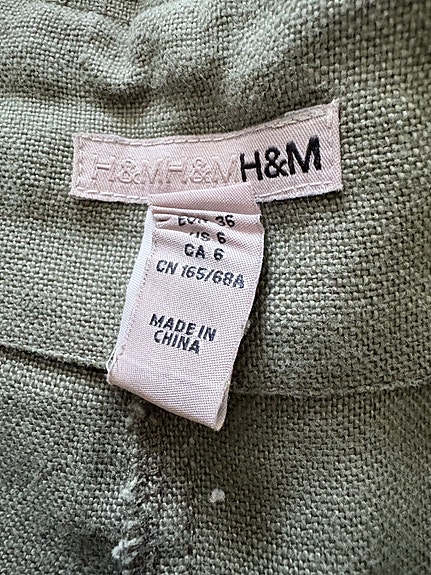 H&MH&MH&M
EUR 36
US 6
CA 6
CN 165/68A
MADE IN
CHINA